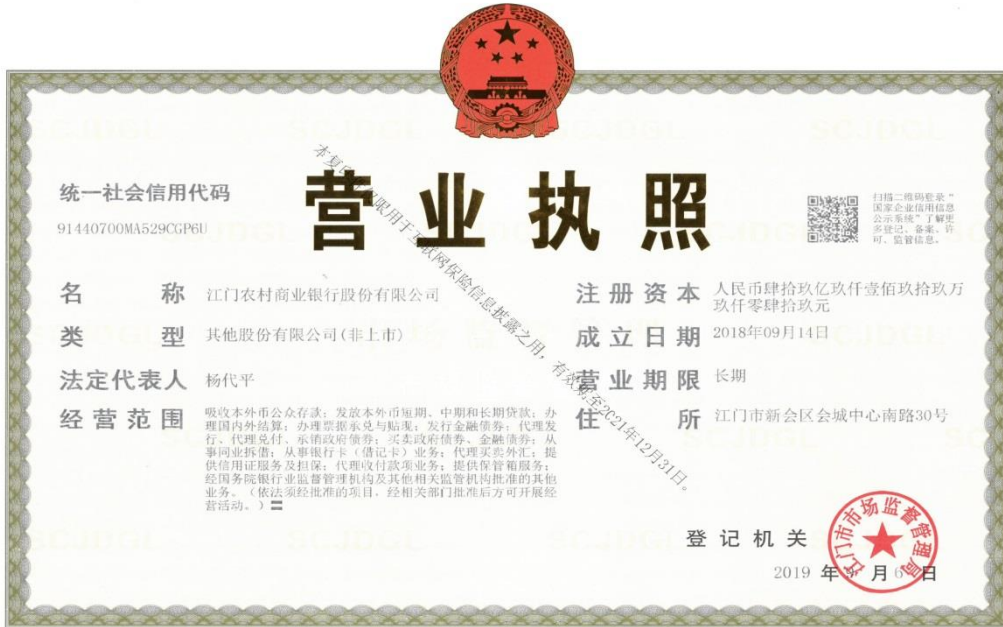 营业执照
统一社会信用代码
91440700MA529CGP6U
扫描二维码登录“
国家企业信用信息
公示系统”了解更
多登记、备案、许
可、监管信息。
名 称 江门农村商业银行股份有限公司
类 型 其他股份有限公司(非上市)
法定代表人 杨代平
经营范围 吸收本外币公众存款；发放本外币短期、中期和长期贷款；办
理国内外结算；办理票据承兑与贴现；发行金融债券；代理发
行、代理兑付、承销政府债券；买卖政府债券、金融债券；从
事同业拆借；从事银行卡（借记卡）业务；代理买卖外汇；提
供信用证服务及担保；代理收付款项业务；提供保管箱服务；
经国务院银行业监督管理机构及其他相关监管机构批准的其他
业务。（依法须经批准的项目，经相关部门批准后方可开展经
营活动。）〓
注册资本 人民币肆拾玖亿玖仟壹佰玖拾玖万
玖仟零肆拾玖元
成立日期 2018年09月14日
营业期限 长期
住 所 江门市新会区会城中心南路30号
本复印件仅限用于互联网保险信息披露之用，有效期至2021年12月31日。
登记机关
江门市市场监督管理局
2019 年 月 6 日